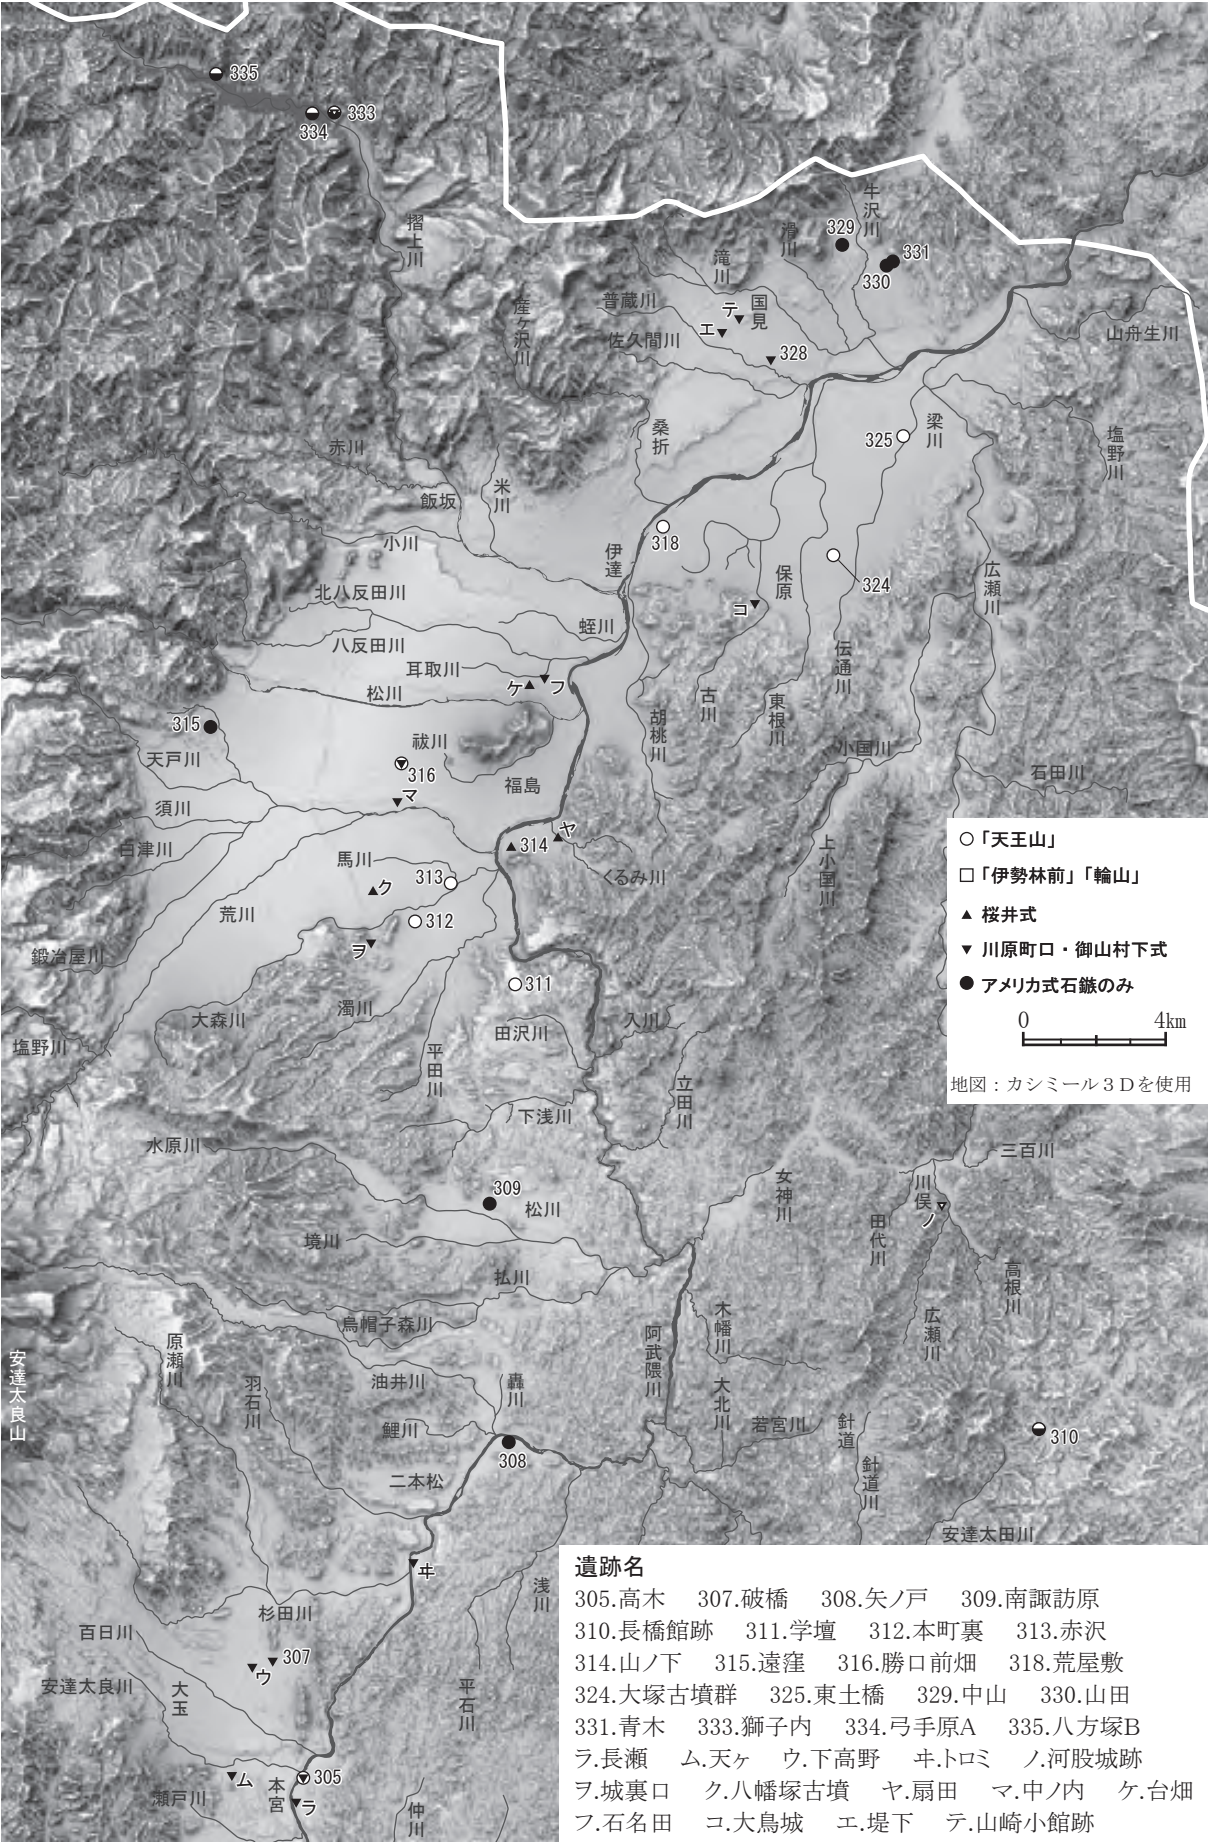 335
333
334
摺上川
牛沢川
滑川
329
331
330
滝川
国見
テ
エ
普蔵川
産ヶ沢川
佐久間川
328
山舟生川
桑折
325
梁川
塩野川
赤川
飯坂
米川
小川
318
伊達
324
保原
広瀬川
北八反田川
コ
蛭川
八反田川
耳取川
伝通川
ケ
フ
松川
古川
東根川
胡桃川
315
祓川
小国川
天戸川
316
石田川
福島
マ
須川
ヤ
314
白津川
馬川
313
ク
くるみ川
上小国川
荒川
312
ヲ
鍛冶屋川
311
濁川
大森川
田沢川
入川
塩野川
平田川
立田川
下浅川
水原川
三百川
309
松川
女神川
川俣
ノ
田代川
境川
払川
高根川
烏帽子森川
木幡川
広瀬川
原瀬川
阿武隈川
安達太良山
羽石川
油井川
轟川
大北川
若宮川
針道
鯉川
310
308
針道川
二本松
安達太田川
ヰ
浅川
杉田川
百日川
307
ウ
安達太良川
大玉
平石川
305
ム
本宮
ラ
瀬戸川
仲川
○「天王山」
□「伊勢林前」「輪山」
▲ 桜井式
▼ 川原町口・御山村下式
● アメリカ式石鏃のみ
0 4km
地図：カシミール３Ｄを使用
遺跡名
305.高木 307.破橋 308.矢ノ戸 309.南諏訪原
310.長橋館跡 311.学壇 312.本町裏 313.赤沢
314.山ノ下 315.遠窪 316.勝口前畑 318.荒屋敷
324.大塚古墳群 325.東土橋 329.中山 330.山田
331.青木 333.獅子内 334.弓手原A 335.八方塚B
ラ.長瀬 ム.天ヶ ウ.下高野 ヰ.トロミ ノ.河股城跡
ヲ.城裏口 ク.八幡塚古墳 ヤ.扇田 マ.中ノ内 ケ.台畑
フ.石名田 コ.大鳥城 エ.堤下 テ.山崎小館跡